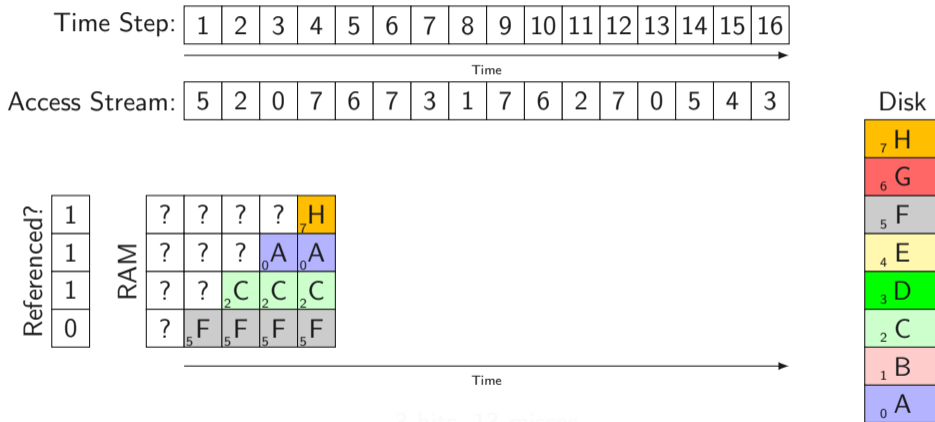 Time Step: 1 2 3 4 5 6 7 8 9 10 11 12 13 14 15 16
Time
Access Stream: 5 2 0 7 6 7 3 1 7 6 2 7 0 5 4 3
Disk
7 H
6 G
5 F
4 E
3 D
2 C
1 B
0 A
Referenced?
1
1
1
0
RAM
? ? ? ? 7 H
? ? ? 0 A 0 A
? ? 2 C 2 C 2 C
? 5 F 5 F 5 F 5 F
Time